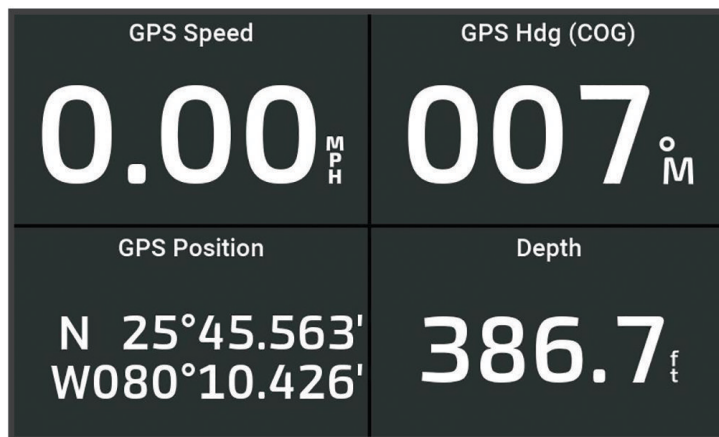 GPS Speed
0.00 MPH
GPS Hdg (COG)
007 °M
GPS Position
N 25°45.563'
W080°10.426'
Depth
386.7 ft